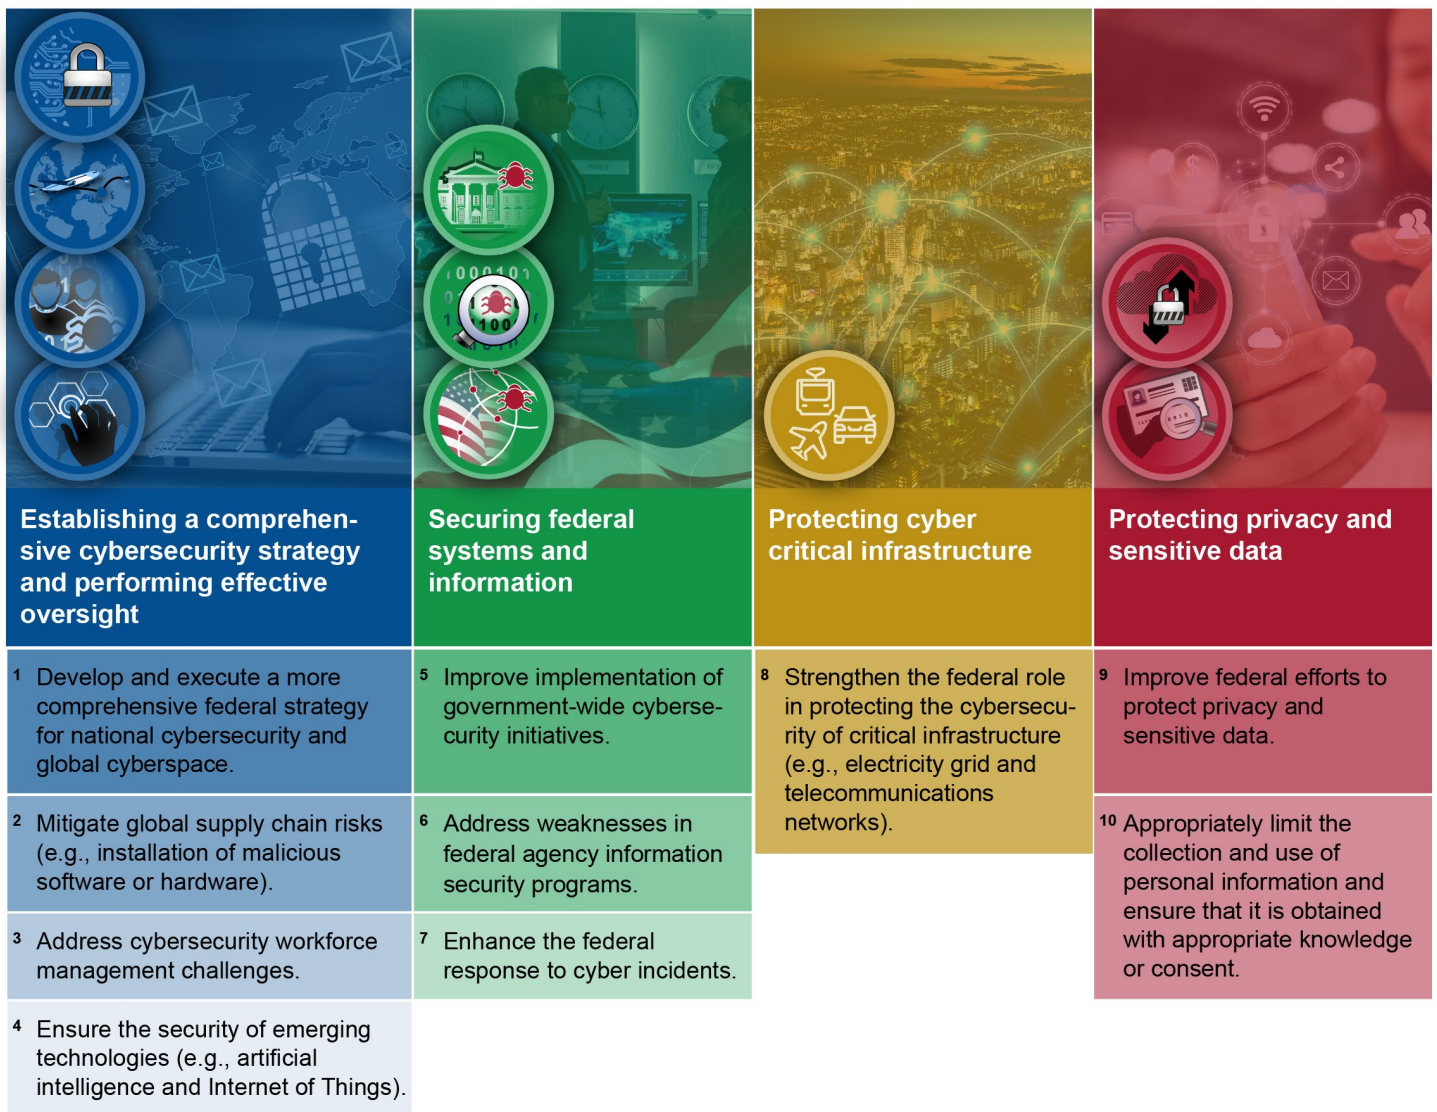 Establishing a comprehen-
sive cybersecurity strategy
and performing effective
oversight
1 Develop and execute a more
comprehensive federal strategy
for national cybersecurity and
global cyberspace.
2 Mitigate global supply chain risks
(e.g., installation of malicious
software or hardware).
3 Address cybersecurity workforce
management challenges.
4 Ensure the security of emerging
technologies (e.g., artificial
intelligence and Internet of Things).
PARIS
Securing federal
systems and
information
5 Improve implementation of
government-wide cyberse-
curity initiatives.
6 Address weaknesses in
federal agency information
security programs.
7 Enhance the federal
response to cyber incidents.
Protecting cyber
critical infrastructure
8 Strengthen the federal role
in protecting the cybersecu-
rity of critical infrastructure
(e.g., electricity grid and
telecommunications
networks).
Protecting privacy and
sensitive data
9 Improve federal efforts to
protect privacy and
sensitive data.
10 Appropriately limit the
collection and use of
personal information and
ensure that it is obtained
with appropriate knowledge
or consent.